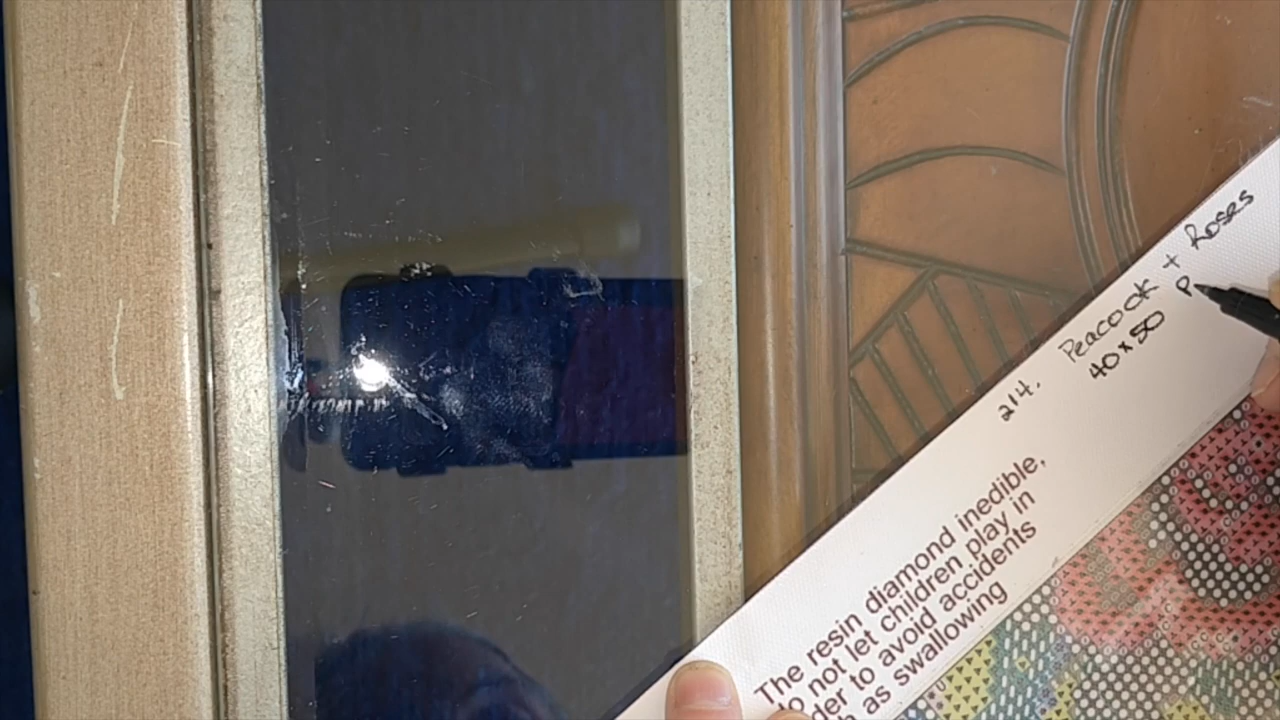 214. Peacock + Roses
40x50 P
The resin diamond inedible,
do not let children play in
der to avoid accidents
h as swallowing